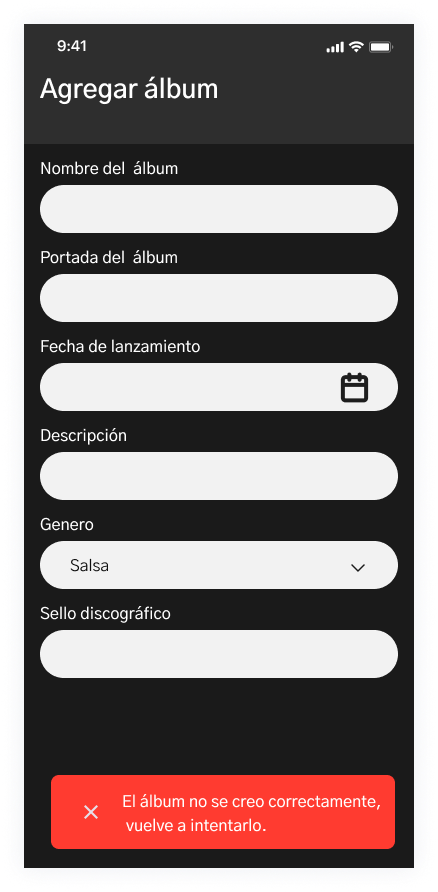 9:41
Agregar álbum
Nombre del  álbum
Portada del  álbum
Fecha de lanzamiento
Descripción
Genero
Salsa
Sello discográfico
El álbum no se creo correctamente,
vuelve a intentarlo.